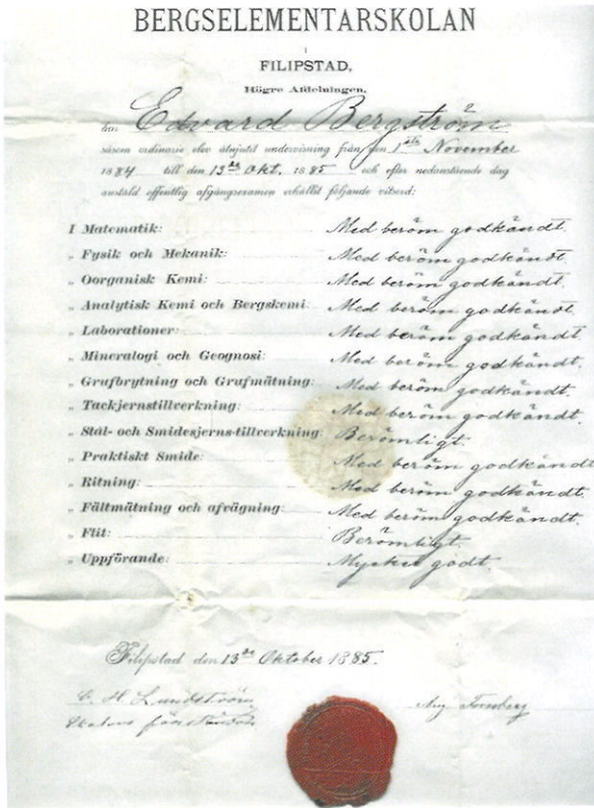 BERGSELEMENTARSKOLAN
i
FILIPSTAD,
Högre Afdelningen.
har Edvard Bergström
såsom ordinarie elev åtnjutit undervisning från den 1sta November
1884 till den 13de Okt. 1885 och efter nedanstående dag
anstäld offentlig afgångsexamen erhållit följande vitsord:
I Matematik: Med beröm godkändt.
„ Fysik och Mekanik: Med beröm godkändt.
„ Oorganisk Kemi: Med beröm godkändt.
„ Analytisk Kemi och Bergskemi: Med beröm godkändt.
„ Laborationer: Med beröm godkändt.
„ Mineralogi och Geognosi: Med beröm godkändt.
„ Grufbrytning och Grufmätning: Med beröm godkändt.
„ Tackjernstillverkning: Med beröm godkändt.
„ Stål- och Smidesjerns-tillverkning: Berömligt.
„ Praktiskt Smide: Med beröm godkändt
„ Ritning: Med beröm godkändt.
„ Fältmätning och afvägning: Med beröm godkändt.
„ Flit: Berömligt.
„ Uppförande: Mycket godt.
Filipstad den 13de Oktober 1885.
C. H. Lundström
Skolans föreståndare